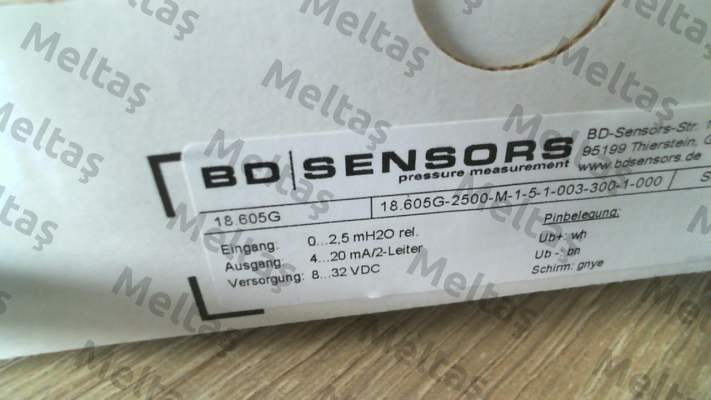 BD|SENSORS
pressure measurement
BD-Sensors-Str. 1
95199 Thierstein, G
www.bdsensors.de
18.605G
18.605G-2500-M-1-5-1-003-300-1-000
S
Eingang: 0...2,5 mH2O rel.
Ausgang: 4...20 mA/2-Leiter
Versorgung: 8...32 VDC
Pinbelegung:
Ub+: wh
Ub -: bn
Schirm: gnye
Meltaş